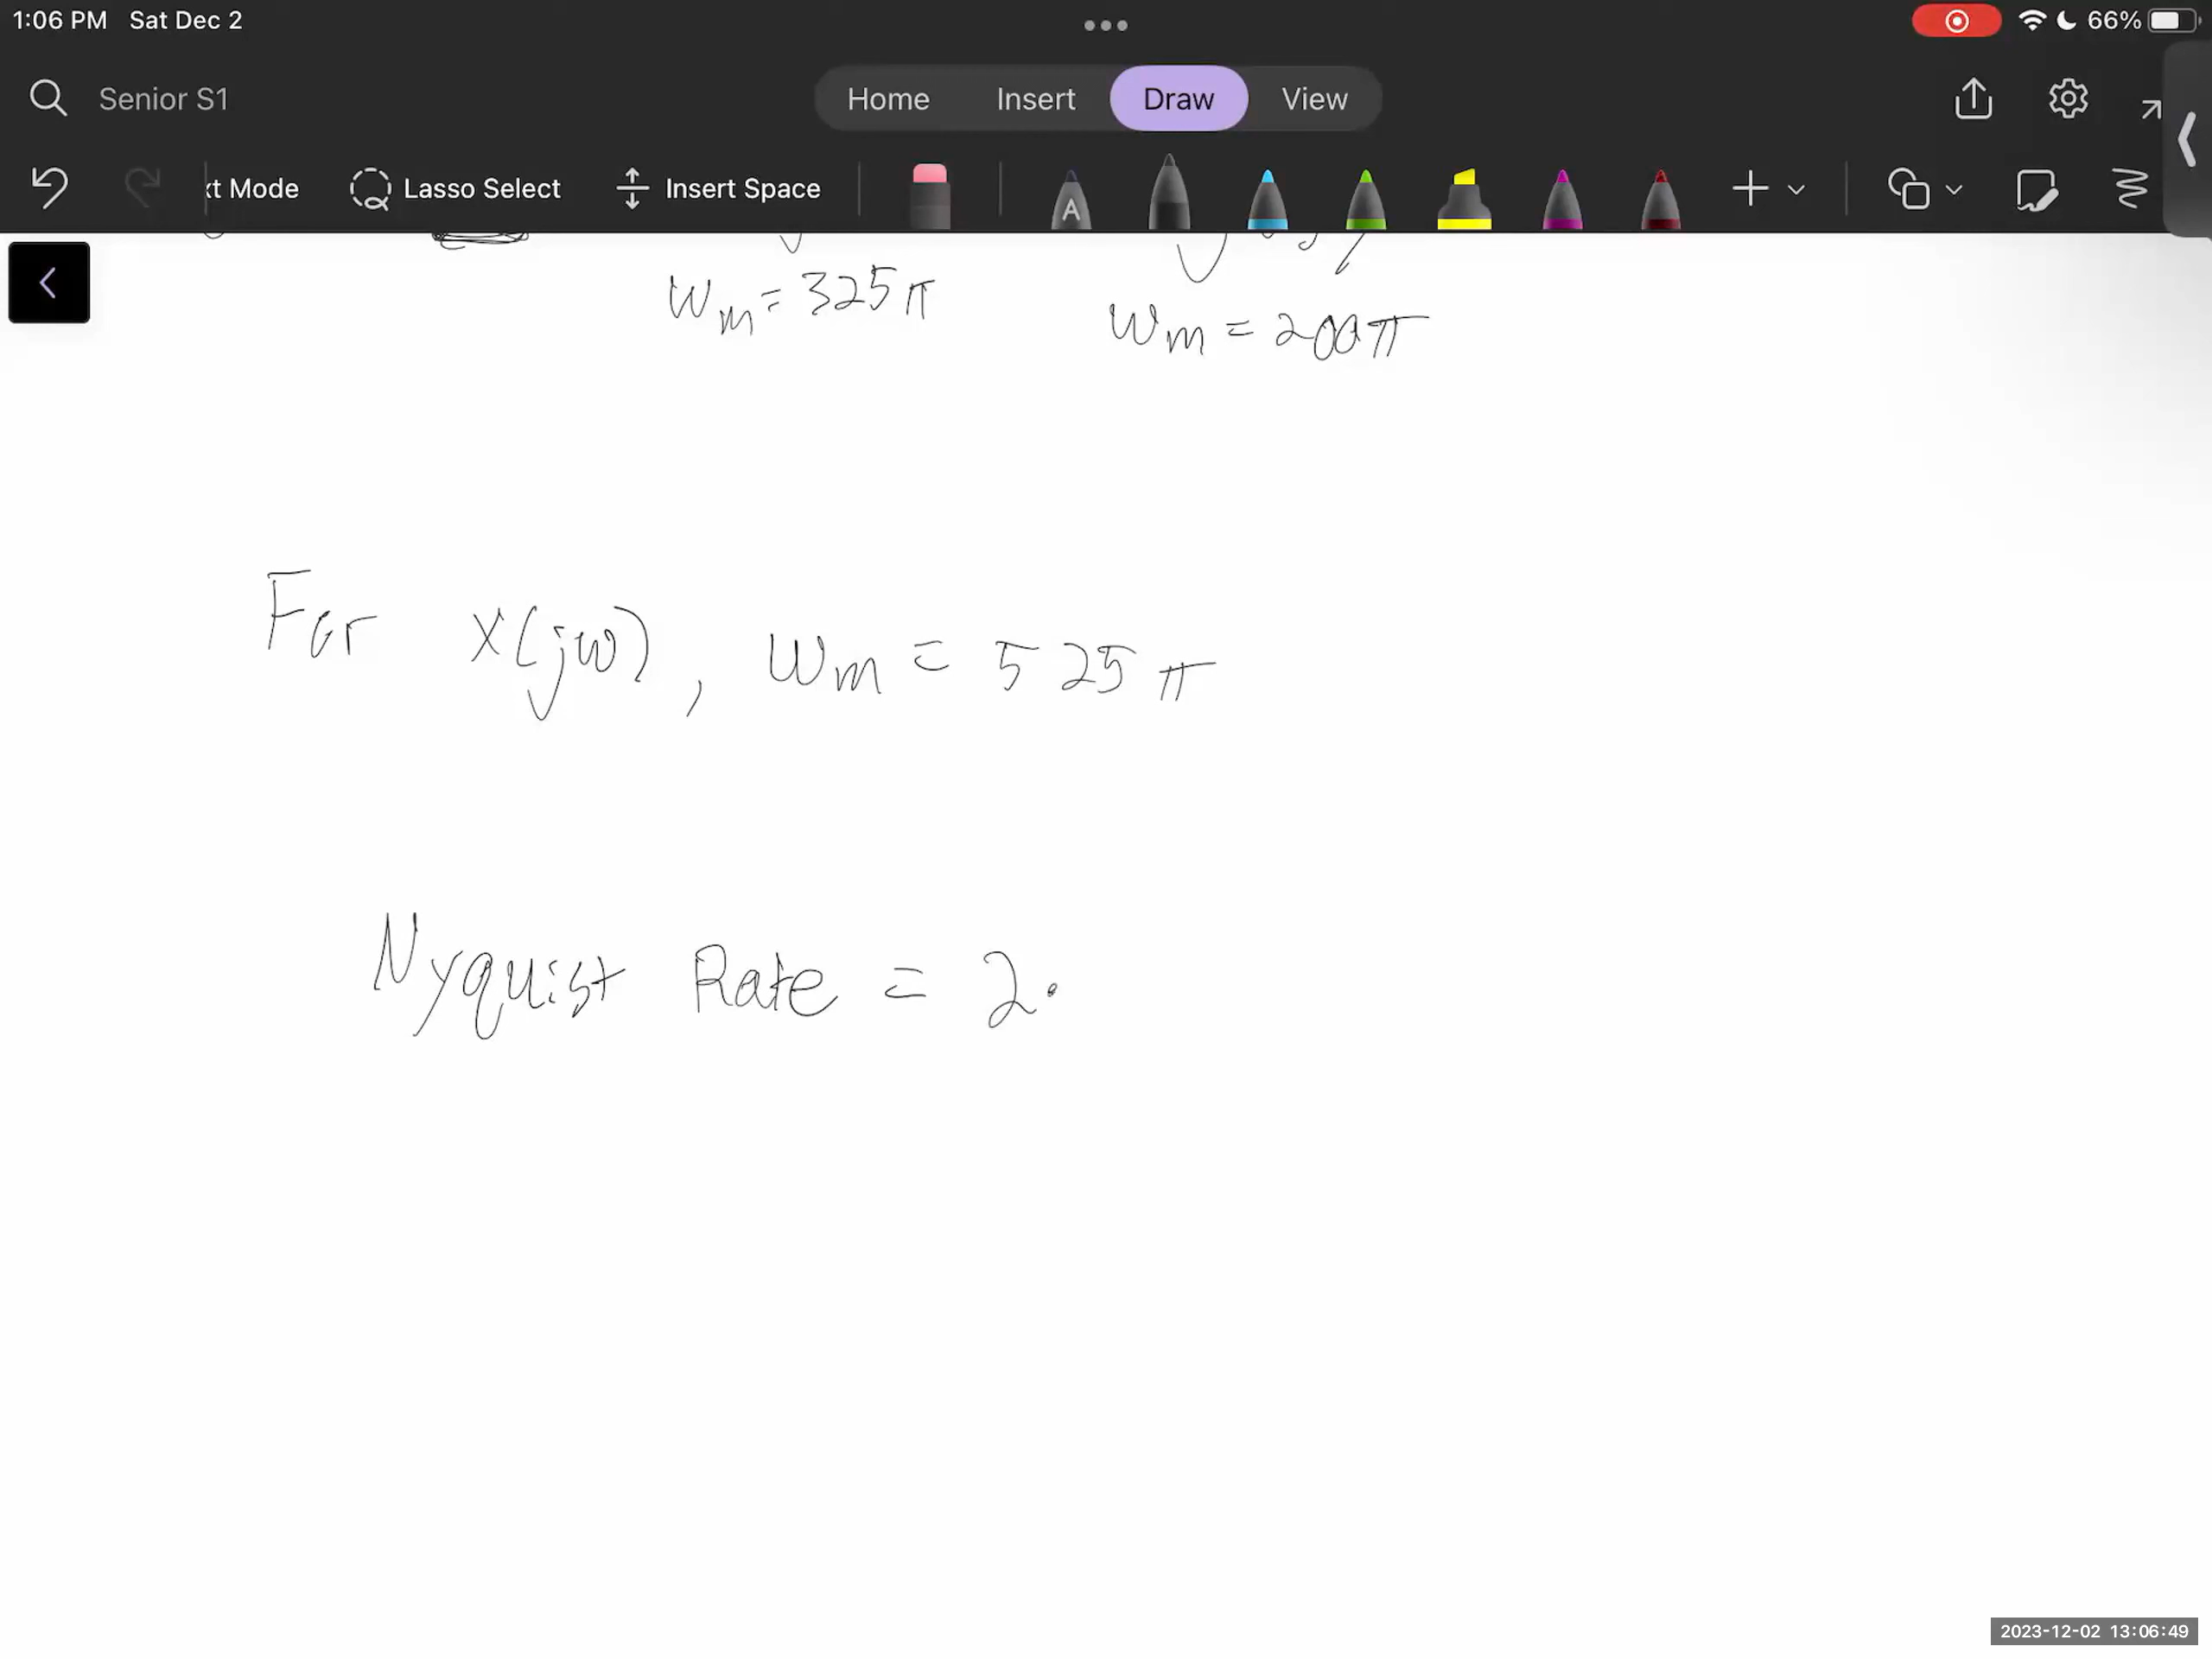 1:06 PM Sat Dec 2
66%
Senior S1
Home Insert Draw View
xt Mode Lasso Select Insert Space
A
Wm = 325π
Wm = 200π
For X(jw), Wm = 525π
Nyquist Rate = 2.
2023-12-02 13:06:49